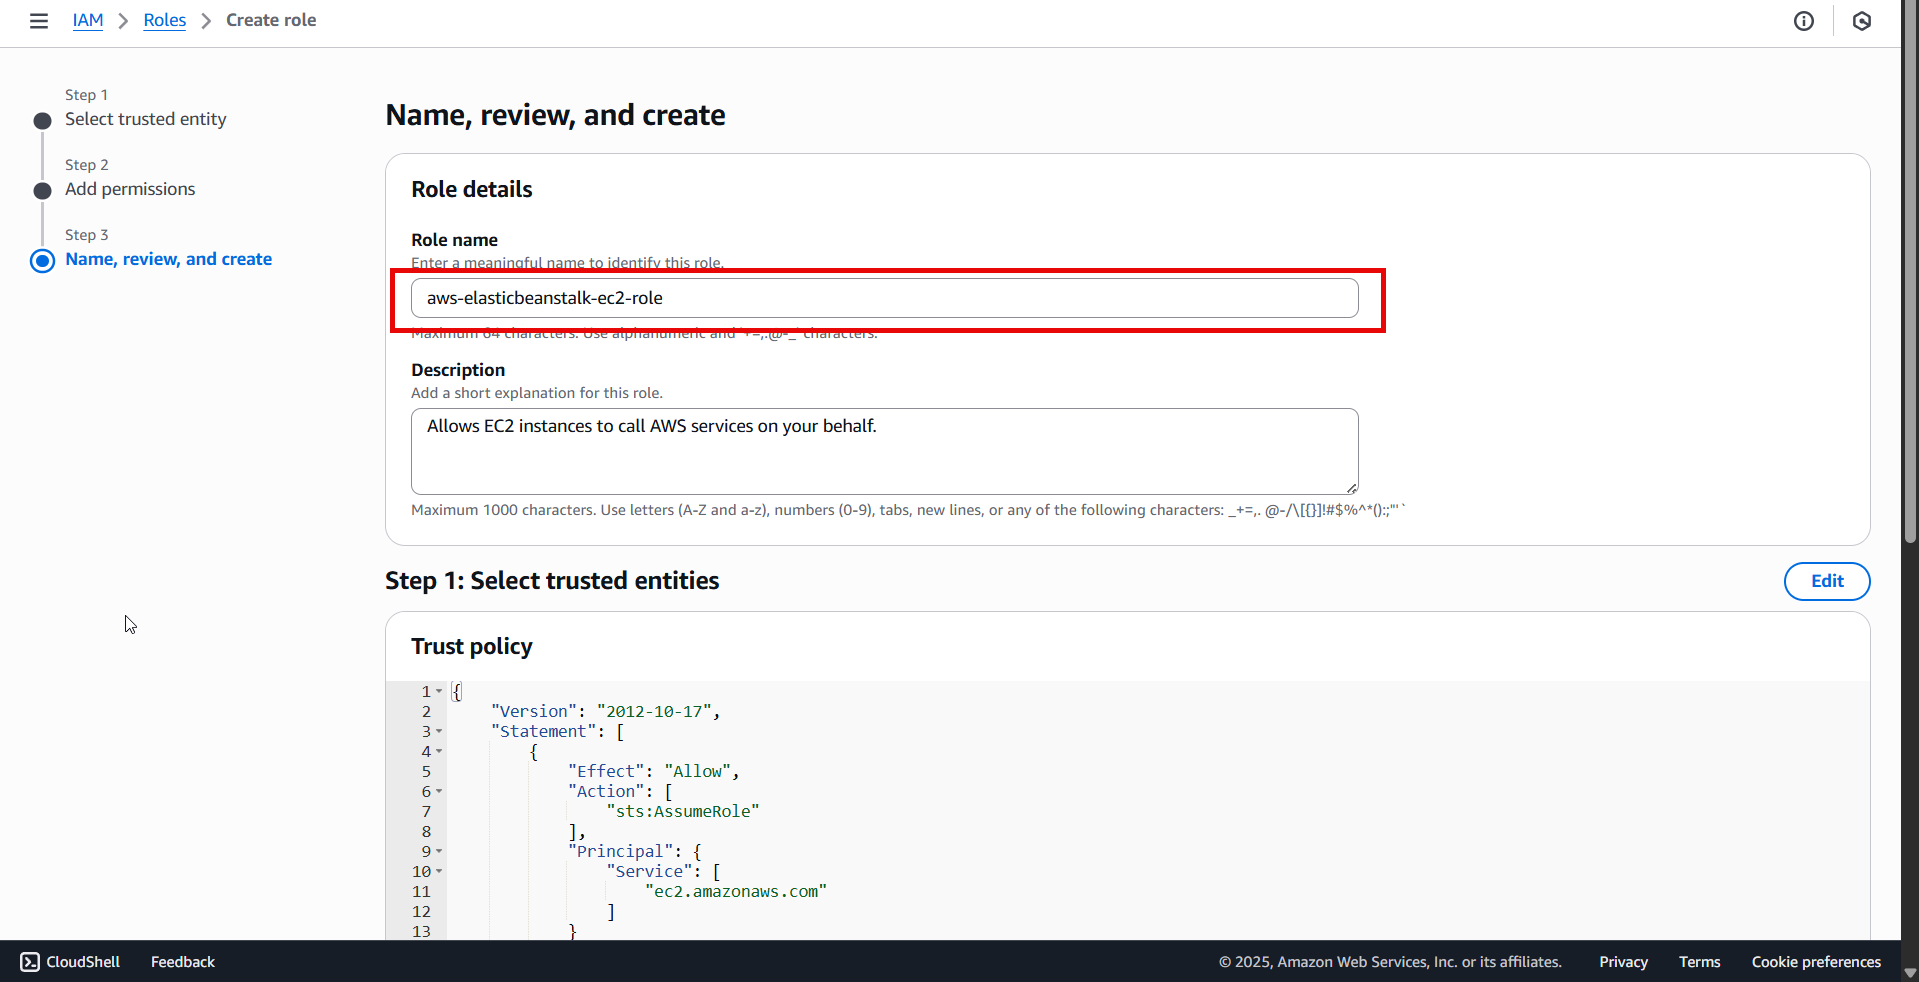 IAM > Roles > Create role
Step 1
Select trusted entity
Step 2
Add permissions
Step 3
Name, review, and create
Name, review, and create
Role details
Role name
Enter a meaningful name to identify this role.
aws-elasticbeanstalk-ec2-role
Maximum 64 characters. Use alphanumeric and '+=,.@-_' characters.
Description
Add a short explanation for this role.
Allows EC2 instances to call AWS services on your behalf.
Maximum 1000 characters. Use letters (A-Z and a-z), numbers (0-9), tabs, new lines, or any of the following characters: _+=,. @-/\[{}]!#$%^*();:"'`
Step 1: Select trusted entities
Edit
Trust policy
1 {
2 "Version": "2012-10-17",
3 "Statement": [
4 {
5 "Effect": "Allow",
6 "Action": [
7 "sts:AssumeRole"
8 ],
9 "Principal": {
10 "Service": [
11 "ec2.amazonaws.com"
12 ]
13 }
CloudShell Feedback © 2025, Amazon Web Services, Inc. or its affiliates. Privacy Terms Cookie preferences